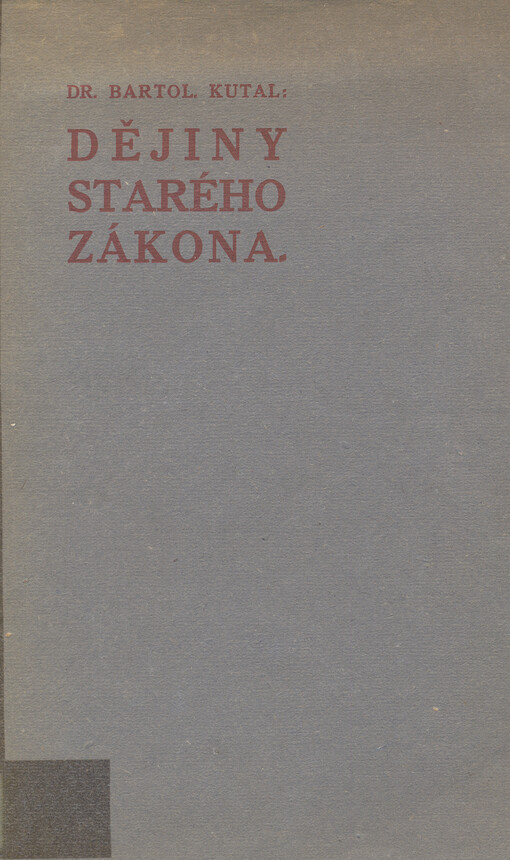 DR. BARTOL. KUTAL:
DĚJINY
STARÉHO
ZÁKONA.